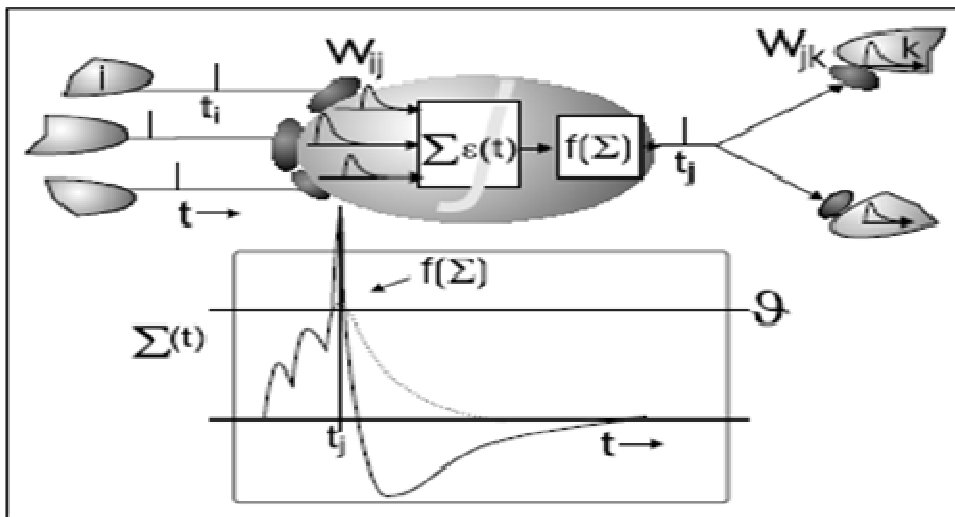 W_ij
W_jk
i
k
t_i
Σ ε(t)
f(Σ)
t_j
j
t →
f(Σ)
ϑ
Σ(t)
t_j
t →